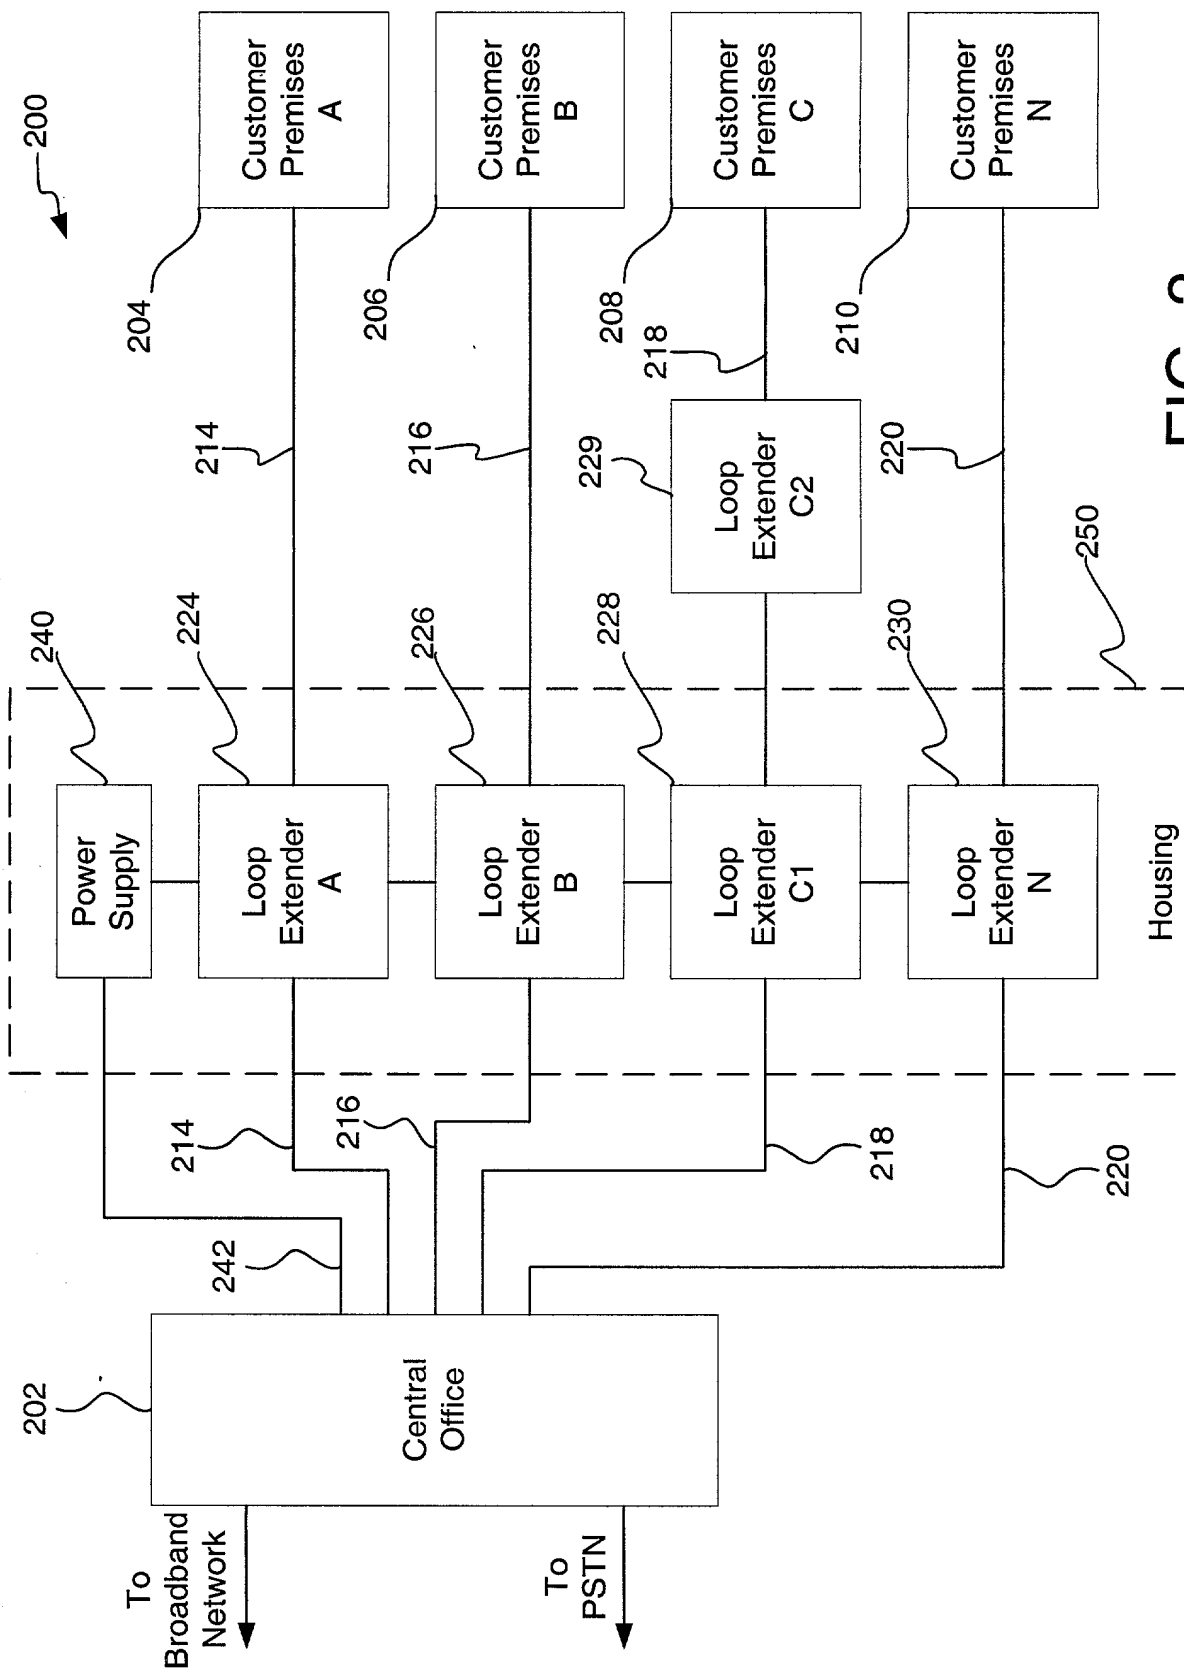 202
240
200
Power
Supply
To
Broadband
Network
242
214
224
214
204
Loop
Extender
A
Customer
Premises
A
216
226
216
206
Central
Office
Loop
Extender
B
Customer
Premises
B
To
PSTN
228
229
218
208
Loop
Extender
C1
Loop
Extender
C2
Customer
Premises
C
218
230
220
210
Loop
Extender
N
Customer
Premises
N
220
250
Housing
FIG